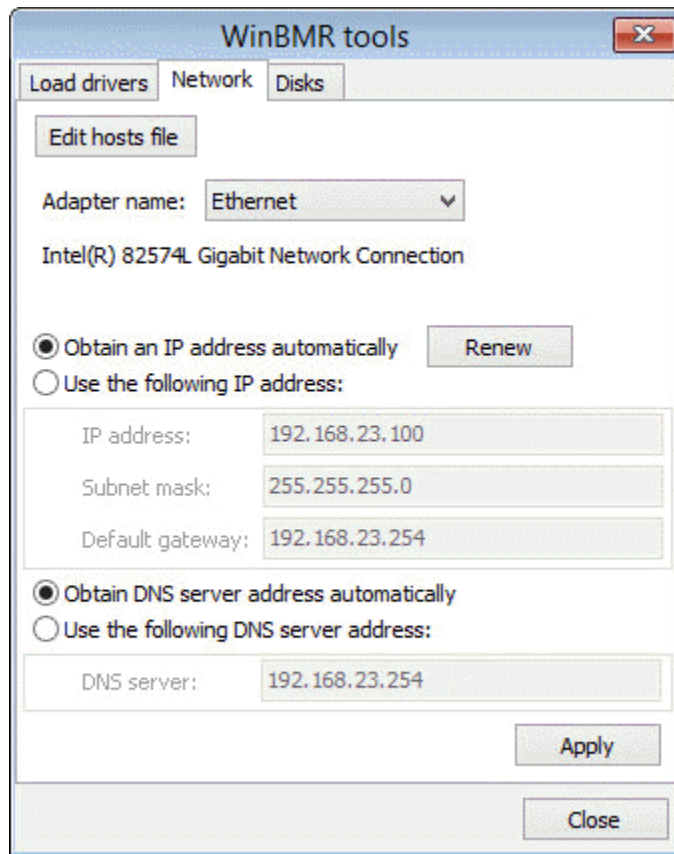 WinBMR tools
Load drivers Network Disks
Edit hosts file
Adapter name: Ethernet
Intel(R) 82574L Gigabit Network Connection
Obtain an IP address automatically Renew
Use the following IP address:
IP address: 192.168.23.100
Subnet mask: 255.255.255.0
Default gateway: 192.168.23.254
Obtain DNS server address automatically
Use the following DNS server address:
DNS server: 192.168.23.254
Apply
Close